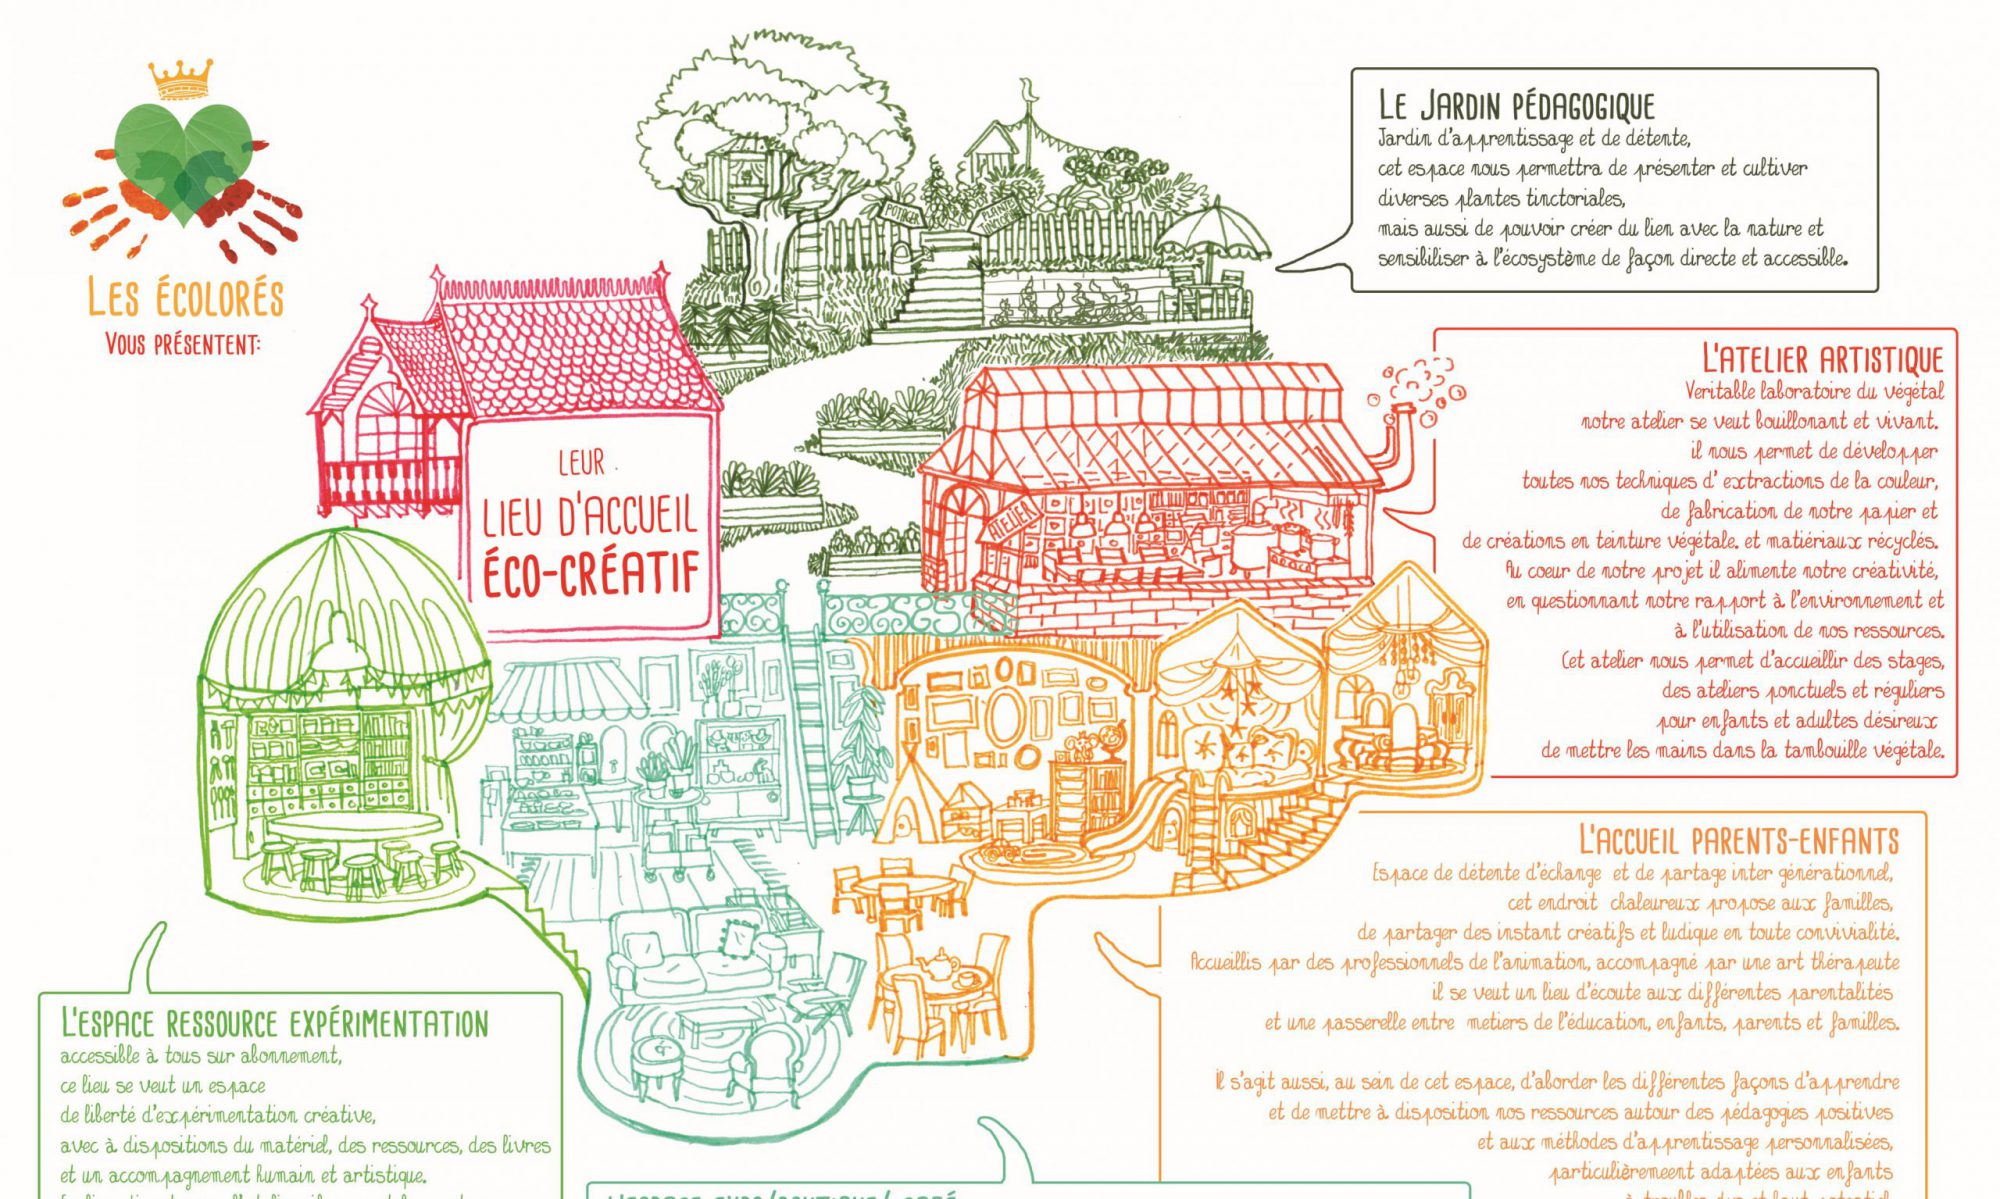 LES ÉCOLORÉS
VOUS PRÉSENTENT:
LEUR
LIEU D'ACCUEIL
ÉCO-CRÉATIF
POTAGER
ATELIER
LE JARDIN PÉDAGOGIQUE
Jardin d'apprentissage et de détente,
cet espace nous permettra de présenter et cultiver
diverses plantes tinctoriales,
mais aussi de pouvoir créer du lien avec la nature et
sensibiliser à l'écosystème de façon directe et accessible.
L'ATELIER ARTISTIQUE
Veritable laboratoire du végétal
notre atelier se veut bouillonant et vivant.
il nous permet de développer
toutes nos techniques d' extractions de la couleur,
de fabrication de notre papier et
de créations en teinture végétale. et matiériaux récyclés.
Au coeur de notre projet il alimente notre créativité,
en questionnant notre rapport à l'environnement et
à l'utilisation de nos ressources.
Cet atelier nous permet d'accueillir des stages,
des ateliers ponctuels et réguliers
pour enfants et adultes désireux
de mettre les mains dans la tambouille végétale.
L'ACCUEIL PARENTS-ENFANTS
Espace de détente d'échange et de partage inter générationnel,
cet endroit chaleureux propose aux familles,
de partager des instant créatifs et ludique en toute convivialité.
Accueillis par des professionnels de l'animation, accompagné par une art thérapeute
il se veut un lieu d'écoute aux différentes parentalités
et une passerelle entre metiers de l'éducation, enfants, parents et familles.
Il s'agit aussi, au sein de cet espace, d'aborder les différentes façons d'apprendre
et de mettre à disposition nos ressources autour des pédagogies positives
et aux méthodes d'apprentissage personnalisées,
particulièrement adaptées aux enfants
L'ESPACE RESSOURCE EXPÉRIMENTATION
accessible à tous sur abonnement,
ce lieu se veut un espace
de liberté d'expérimentation créative,
avec à dispositions du matériel, des ressources, des livres
et un accompagnement humain et artistique.